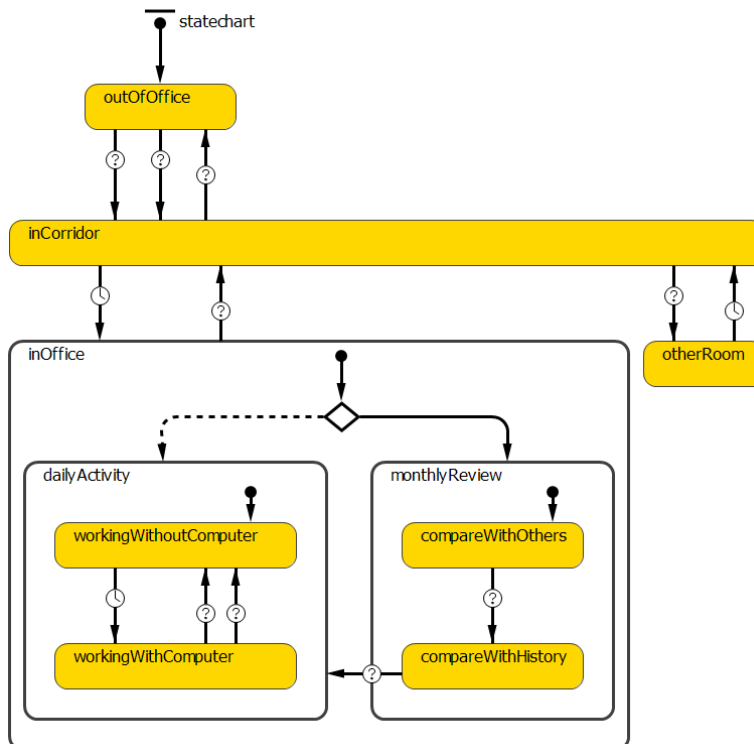 statechart
outOfOffice
?
?
?
inCorridor
?
?
inOffice
otherRoom
dailyActivity
monthlyReview
workingWithoutComputer
compareWithOthers
?
?
?
workingWithComputer
compareWithHistory
?